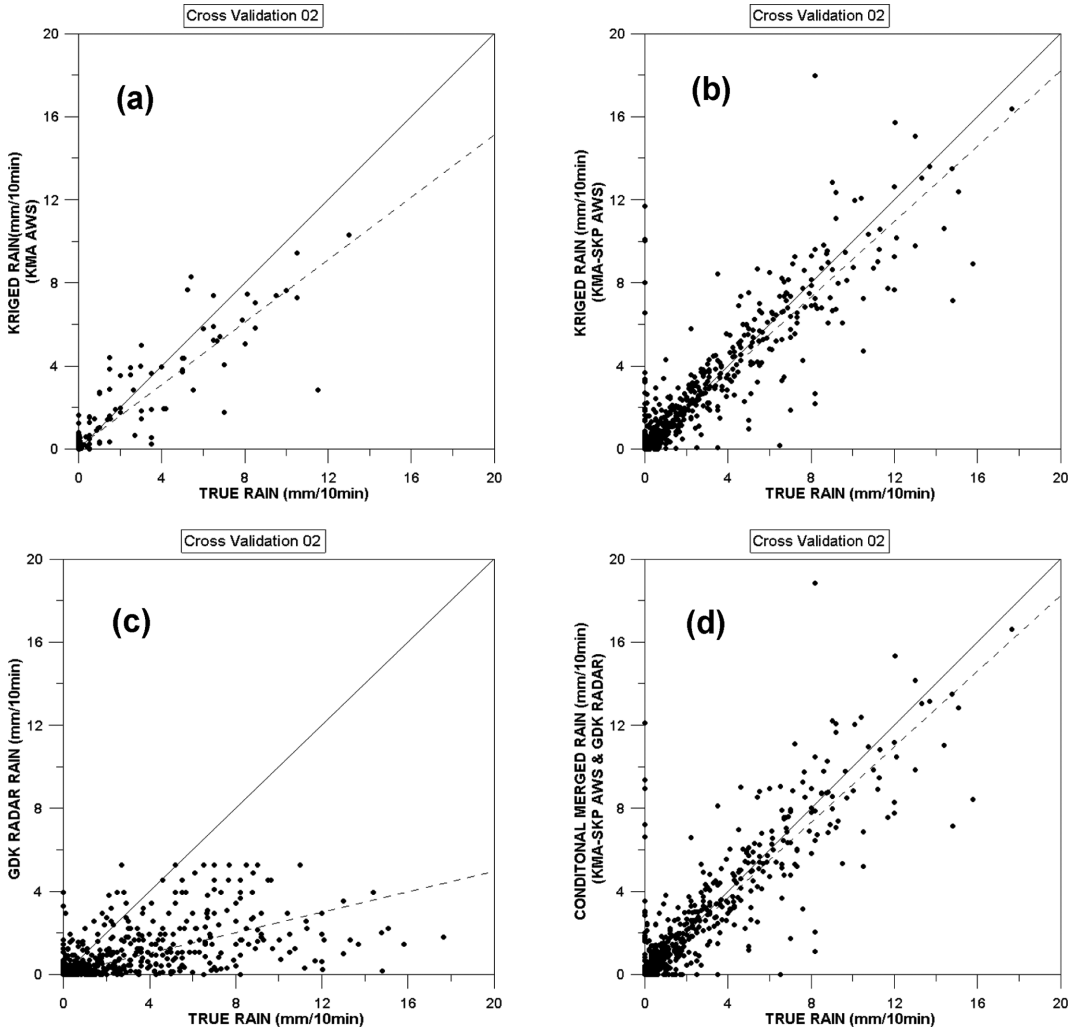 Cross Validation 02
(a)
KRIGED RAIN(mm/10min)
(KMA AWS)
20
16
12
8
4
0
0 4 8 12 16 20
TRUE RAIN (mm/10min)
Cross Validation 02
(b)
KRIGED RAIN (mm/10min)
(KMA-SKP AWS)
20
16
12
8
4
0
0 4 8 12 16 20
TRUE RAIN (mm/10min)
Cross Validation 02
(c)
GDK RADAR RAIN (mm/10min)
20
16
12
8
4
0
0 4 8 12 16 20
TRUE RAIN (mm/10min)
Cross Validation 02
(d)
CONDITONAL MERGED RAIN (mm/10min)
(KMA-SKP AWS & GDK RADAR)
20
16
12
8
4
0
0 4 8 12 16 20
TRUE RAIN (mm/10min)